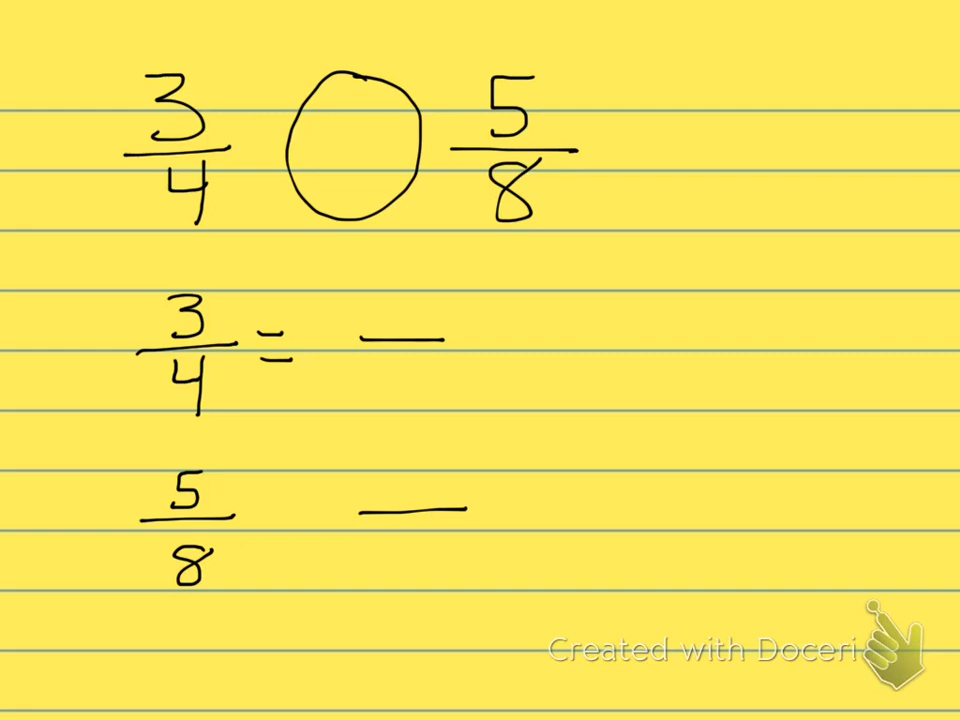 3/4 ◯ 5/8
3/4 = —
5/8 —
Created with Doceri